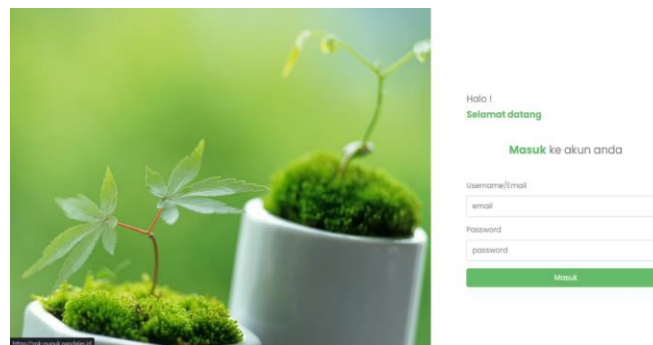 Halo !
Selamat datang
Masuk ke akun anda
Username/Email
email
Password
password
Masuk